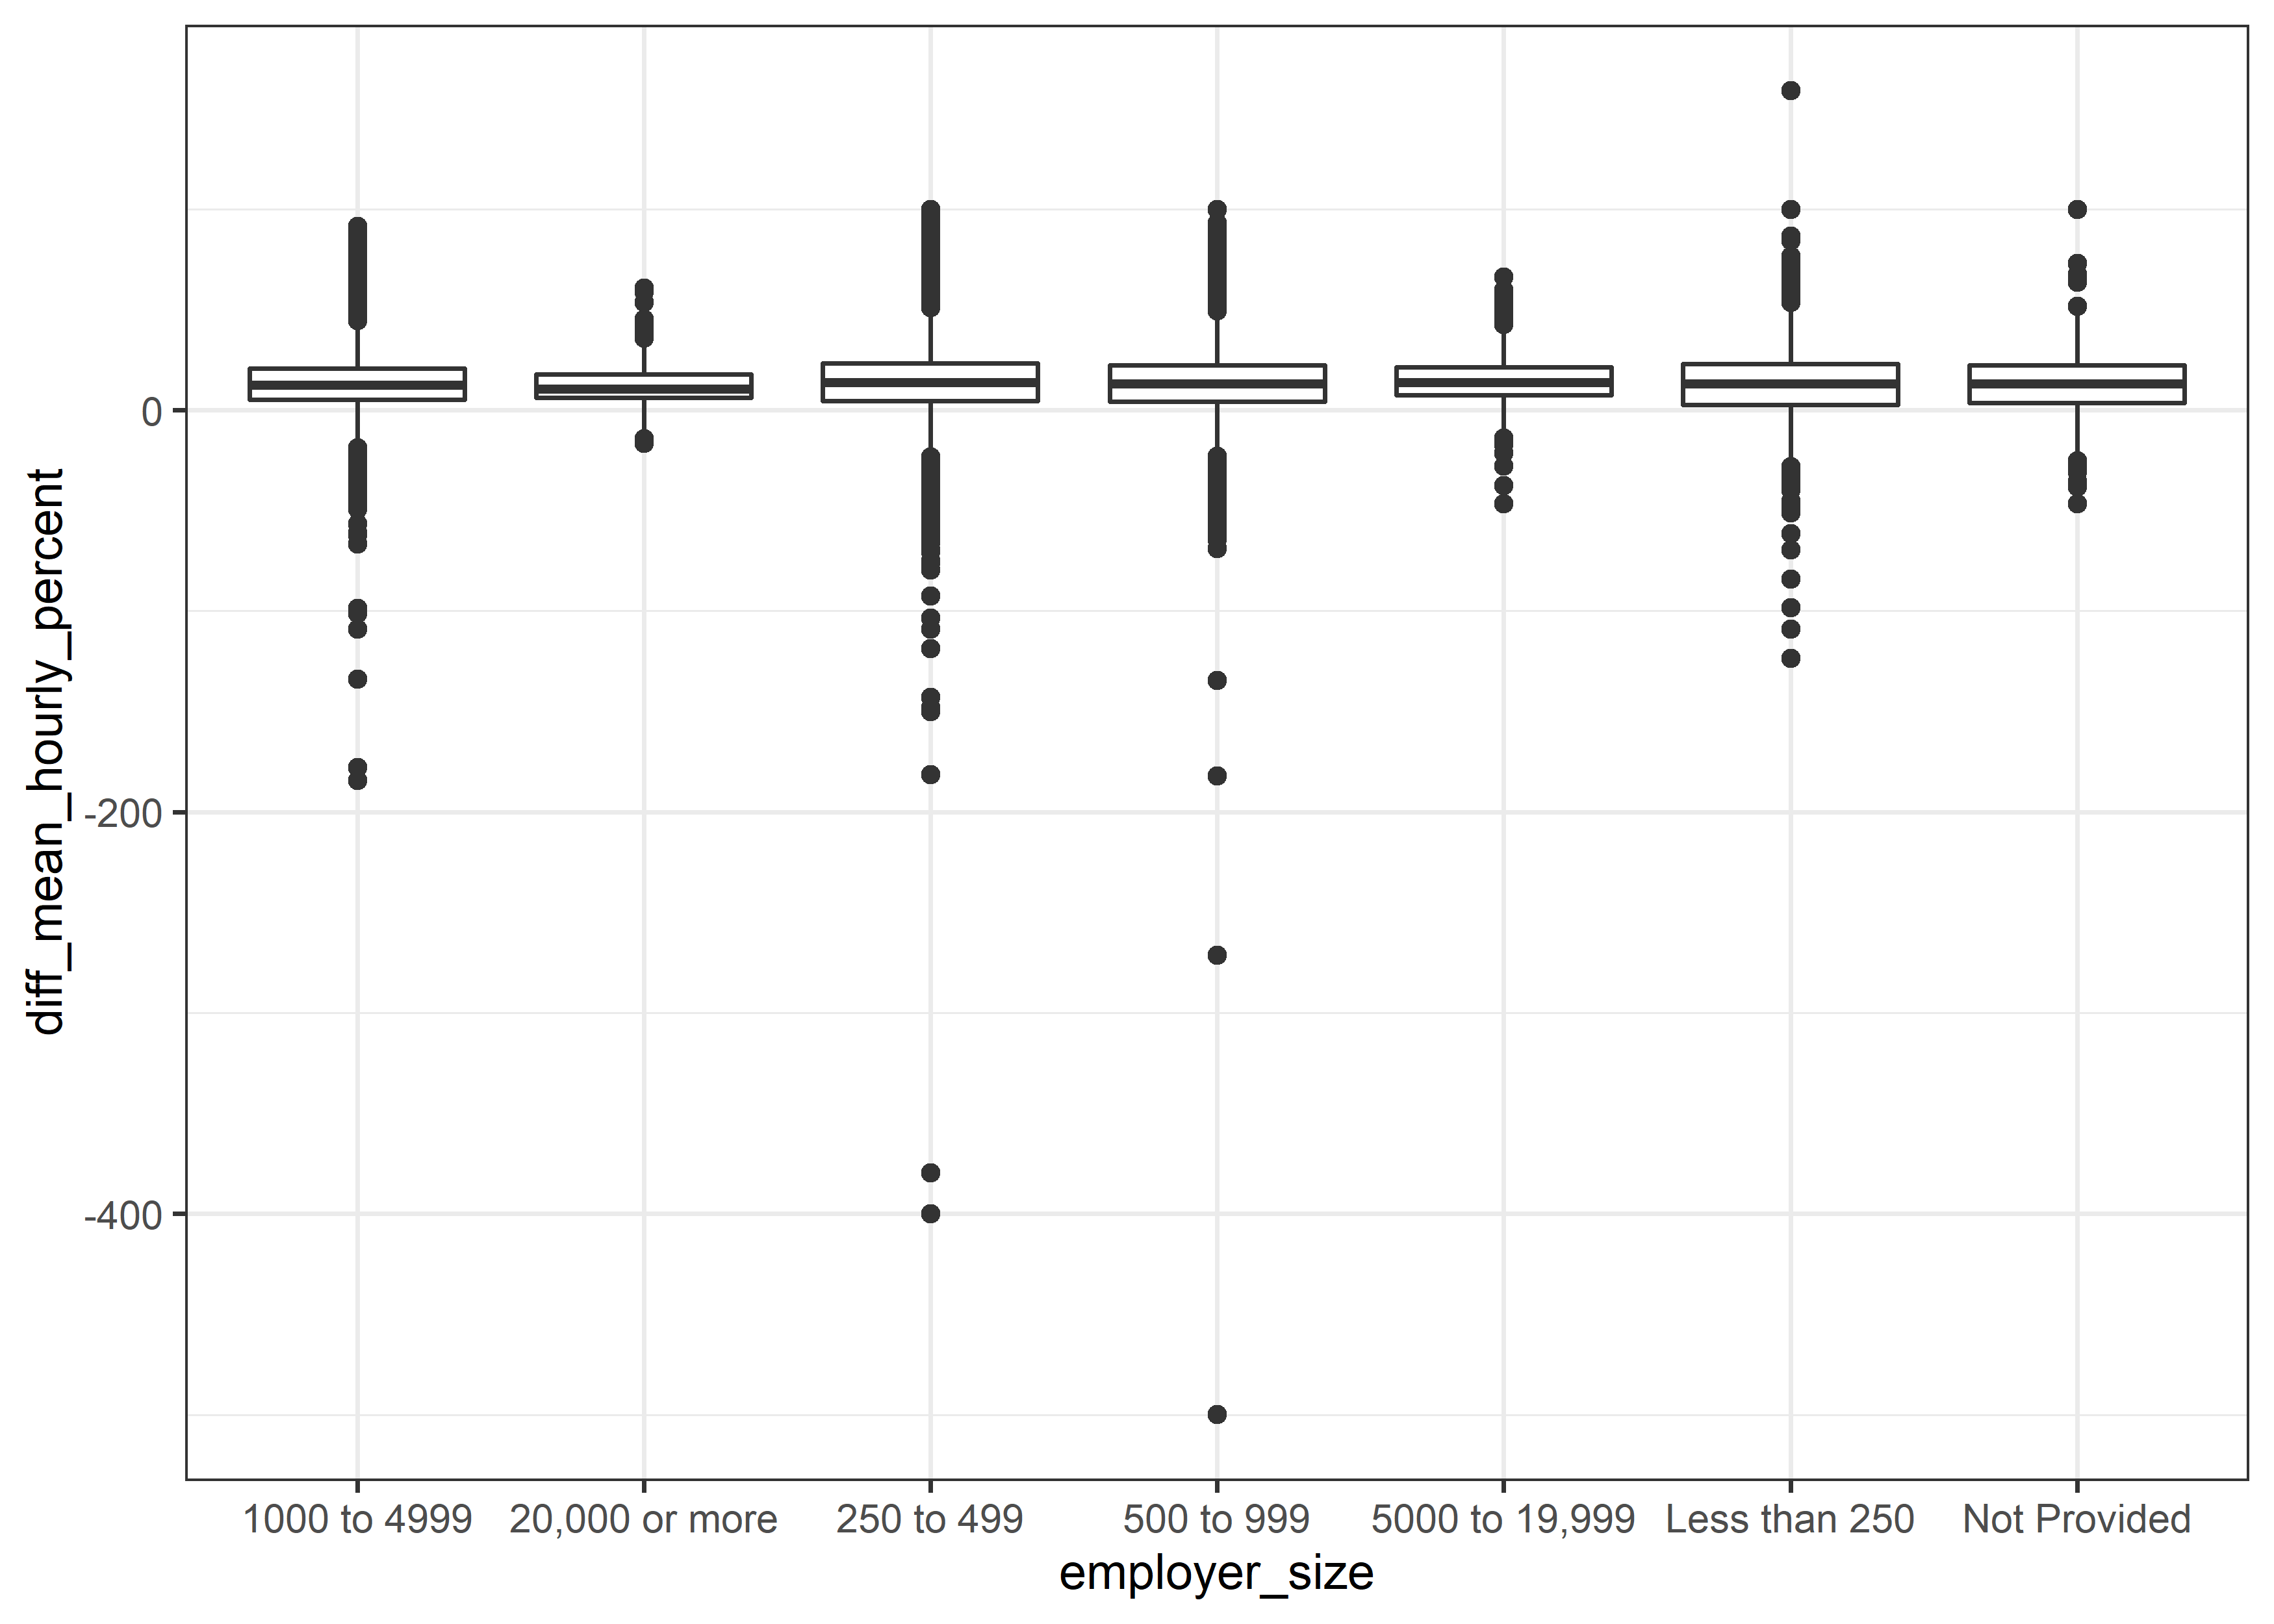 diff_mean_hourly_percent
0
-200
-400
1000 to 4999
20,000 or more
250 to 499
500 to 999
5000 to 19,999
Less than 250
Not Provided
employer_size